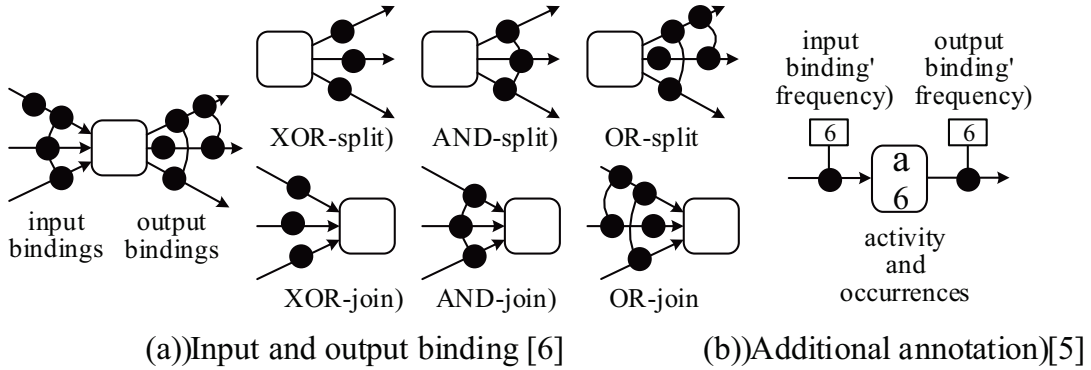 input
bindings
output
bindings
XOR-split)
AND-split)
OR-split
XOR-join)
AND-join)
OR-join
input
binding'
frequency)
output
binding'
frequency)
6
6
a
6
activity
and
occurrences
(a))Input and output binding [6]
(b))Additional annotation)[5]